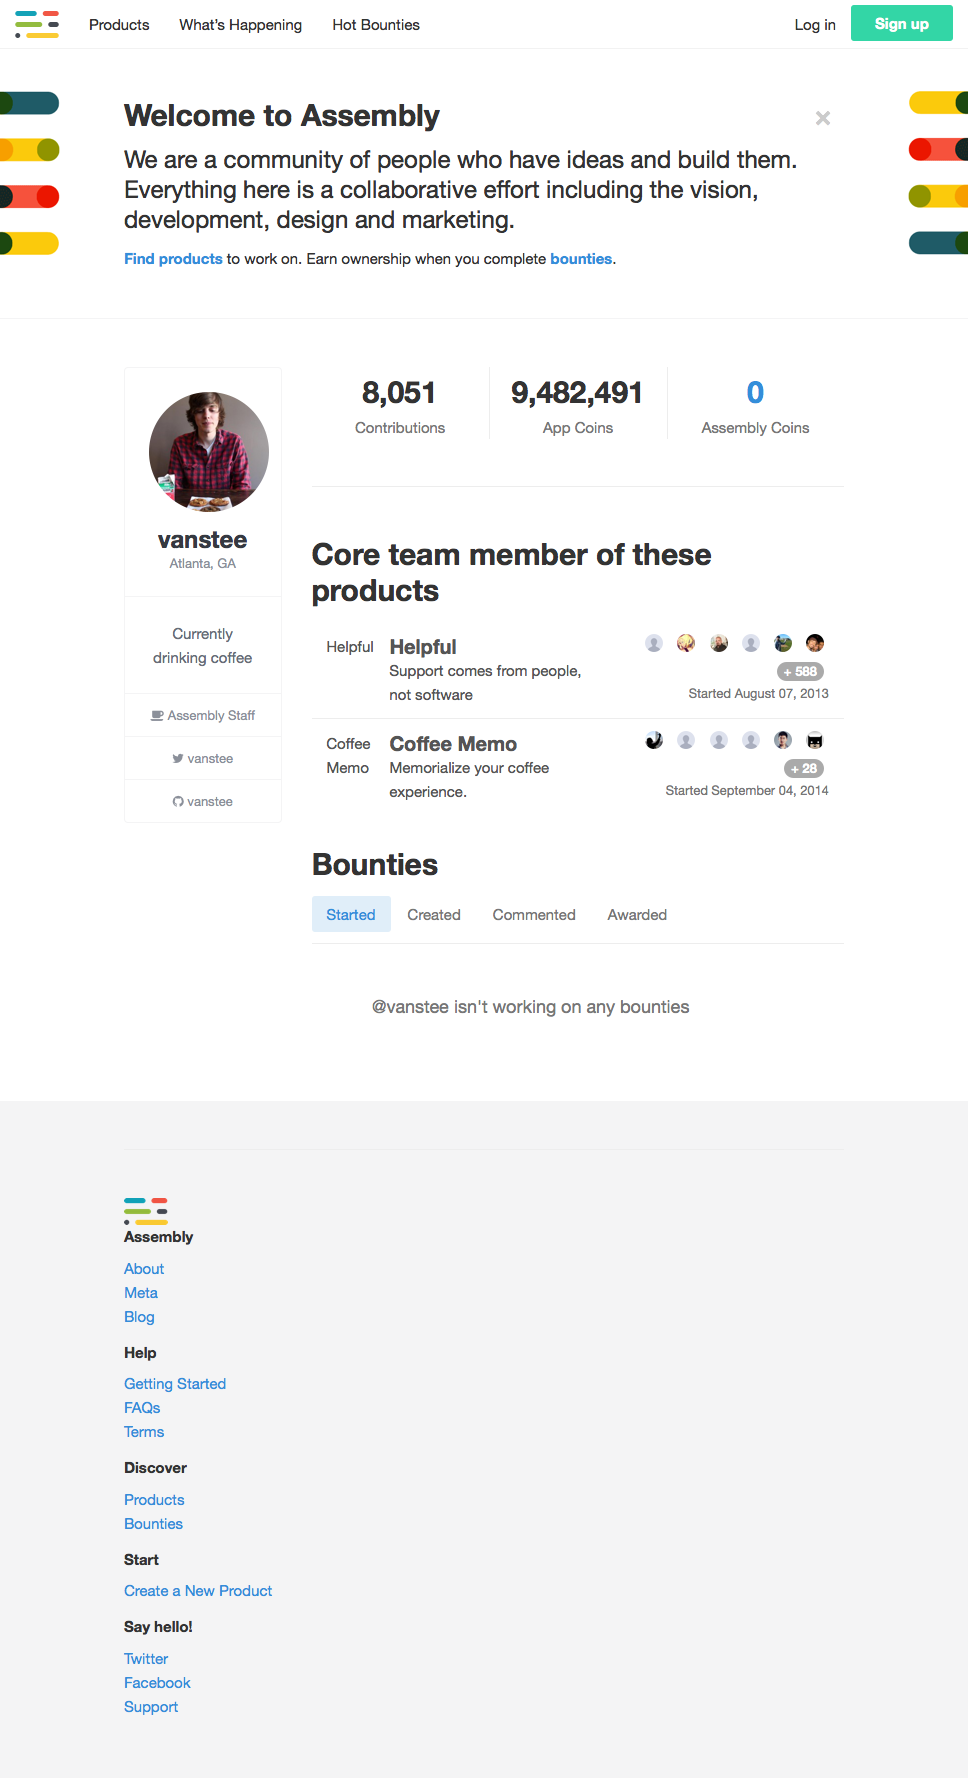 Products What's Happening Hot Bounties Log in Sign up
Welcome to Assembly
×
We are a community of people who have ideas and build them.
Everything here is a collaborative effort including the vision,
development, design and marketing.
Find products to work on. Earn ownership when you complete bounties.
vanstee
Atlanta, GA
Currently
drinking coffee
Assembly Staff
vanstee
vanstee
8,051 9,482,491 0
Contributions App Coins Assembly Coins
Core team member of these
products
Helpful
Helpful
Support comes from people,
not software
+ 588
Started August 07, 2013
Coffee
Memo
Coffee Memo
Memorialize your coffee
experience.
+ 28
Started September 04, 2014
Bounties
Started Created Commented Awarded
@vanstee isn't working on any bounties
Assembly
About
Meta
Blog
Help
Getting Started
FAQs
Terms
Discover
Products
Bounties
Start
Create a New Product
Say hello!
Twitter
Facebook
Support